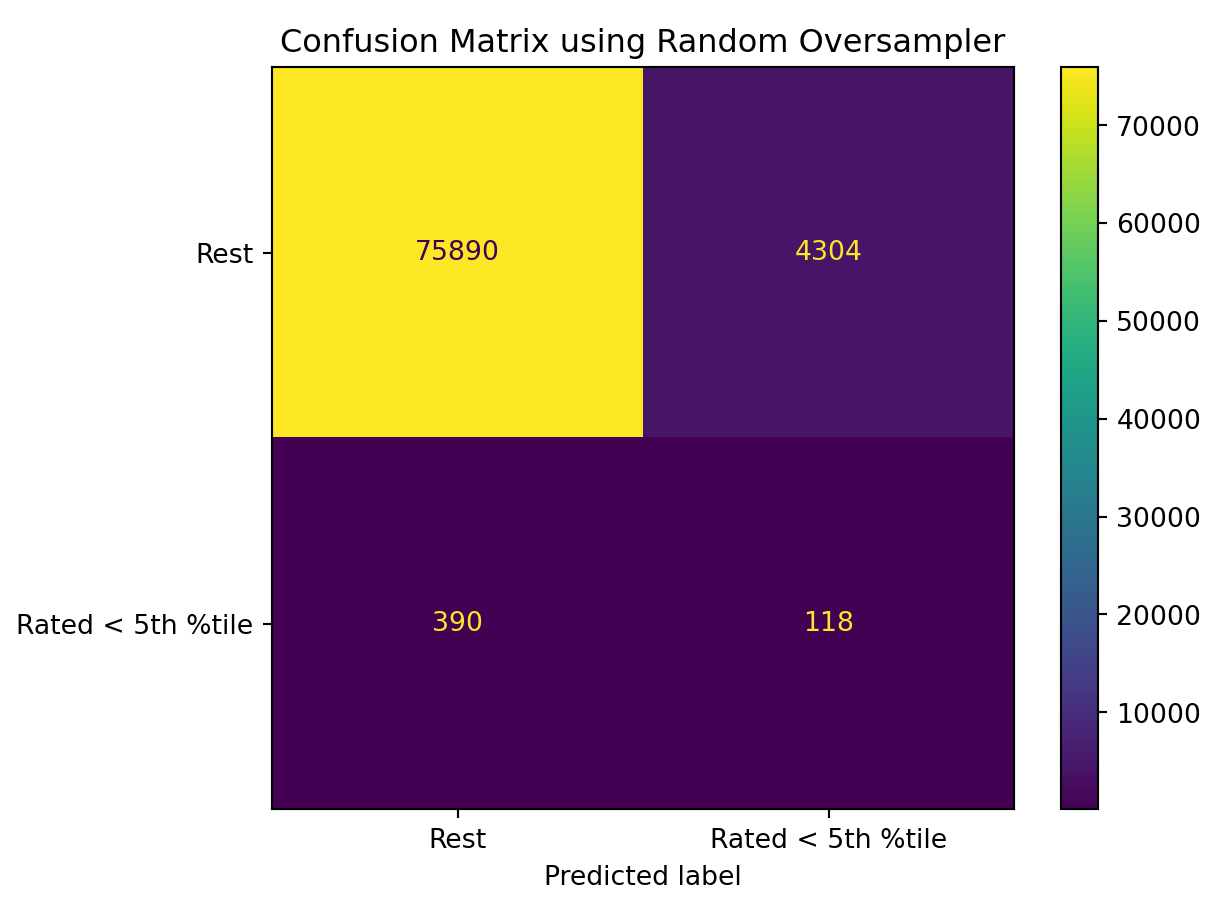 Confusion Matrix using Random Oversampler
70000
60000
50000
40000
30000
20000
10000
Rest
75890
4304
Rated < 5th %tile
390
118
Rest
Rated < 5th %tile
Predicted label